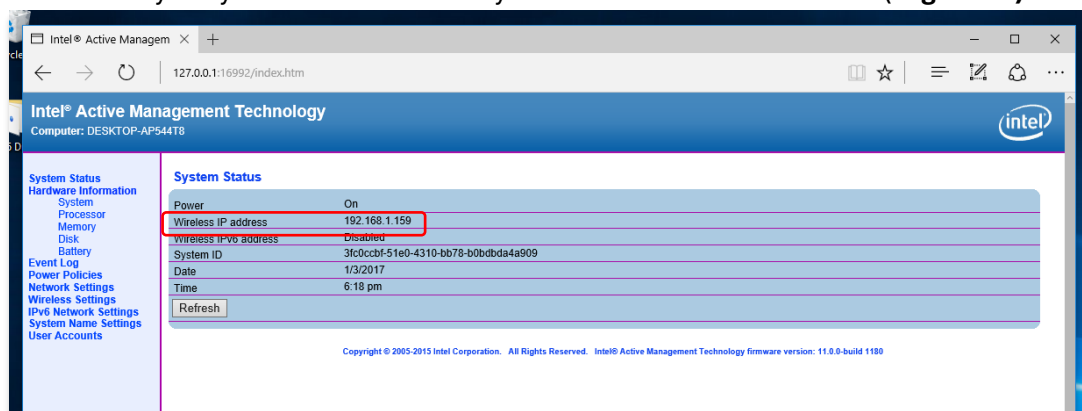 Intel® Active Managem
127.0.0.1:16992/index.htm
Intel® Active Management Technology
Computer: DESKTOP-AP544T8
intel
System Status
Hardware Information
System
Processor
Memory
Disk
Battery
Event Log
Power Policies
Network Settings
Wireless Settings
IPv6 Network Settings
System Name Settings
User Accounts
System Status
Power On
Wireless IP address 192.168.1.159
Wireless IPv6 address Disabled
System ID 3fc0ccbf-51e0-4310-bb78-b0bdbda4a909
Date 1/3/2017
Time 6:18 pm
Refresh
Copyright © 2005-2015 Intel Corporation. All Rights Reserved. Intel® Active Management Technology firmware version: 11.0.0-build 1180